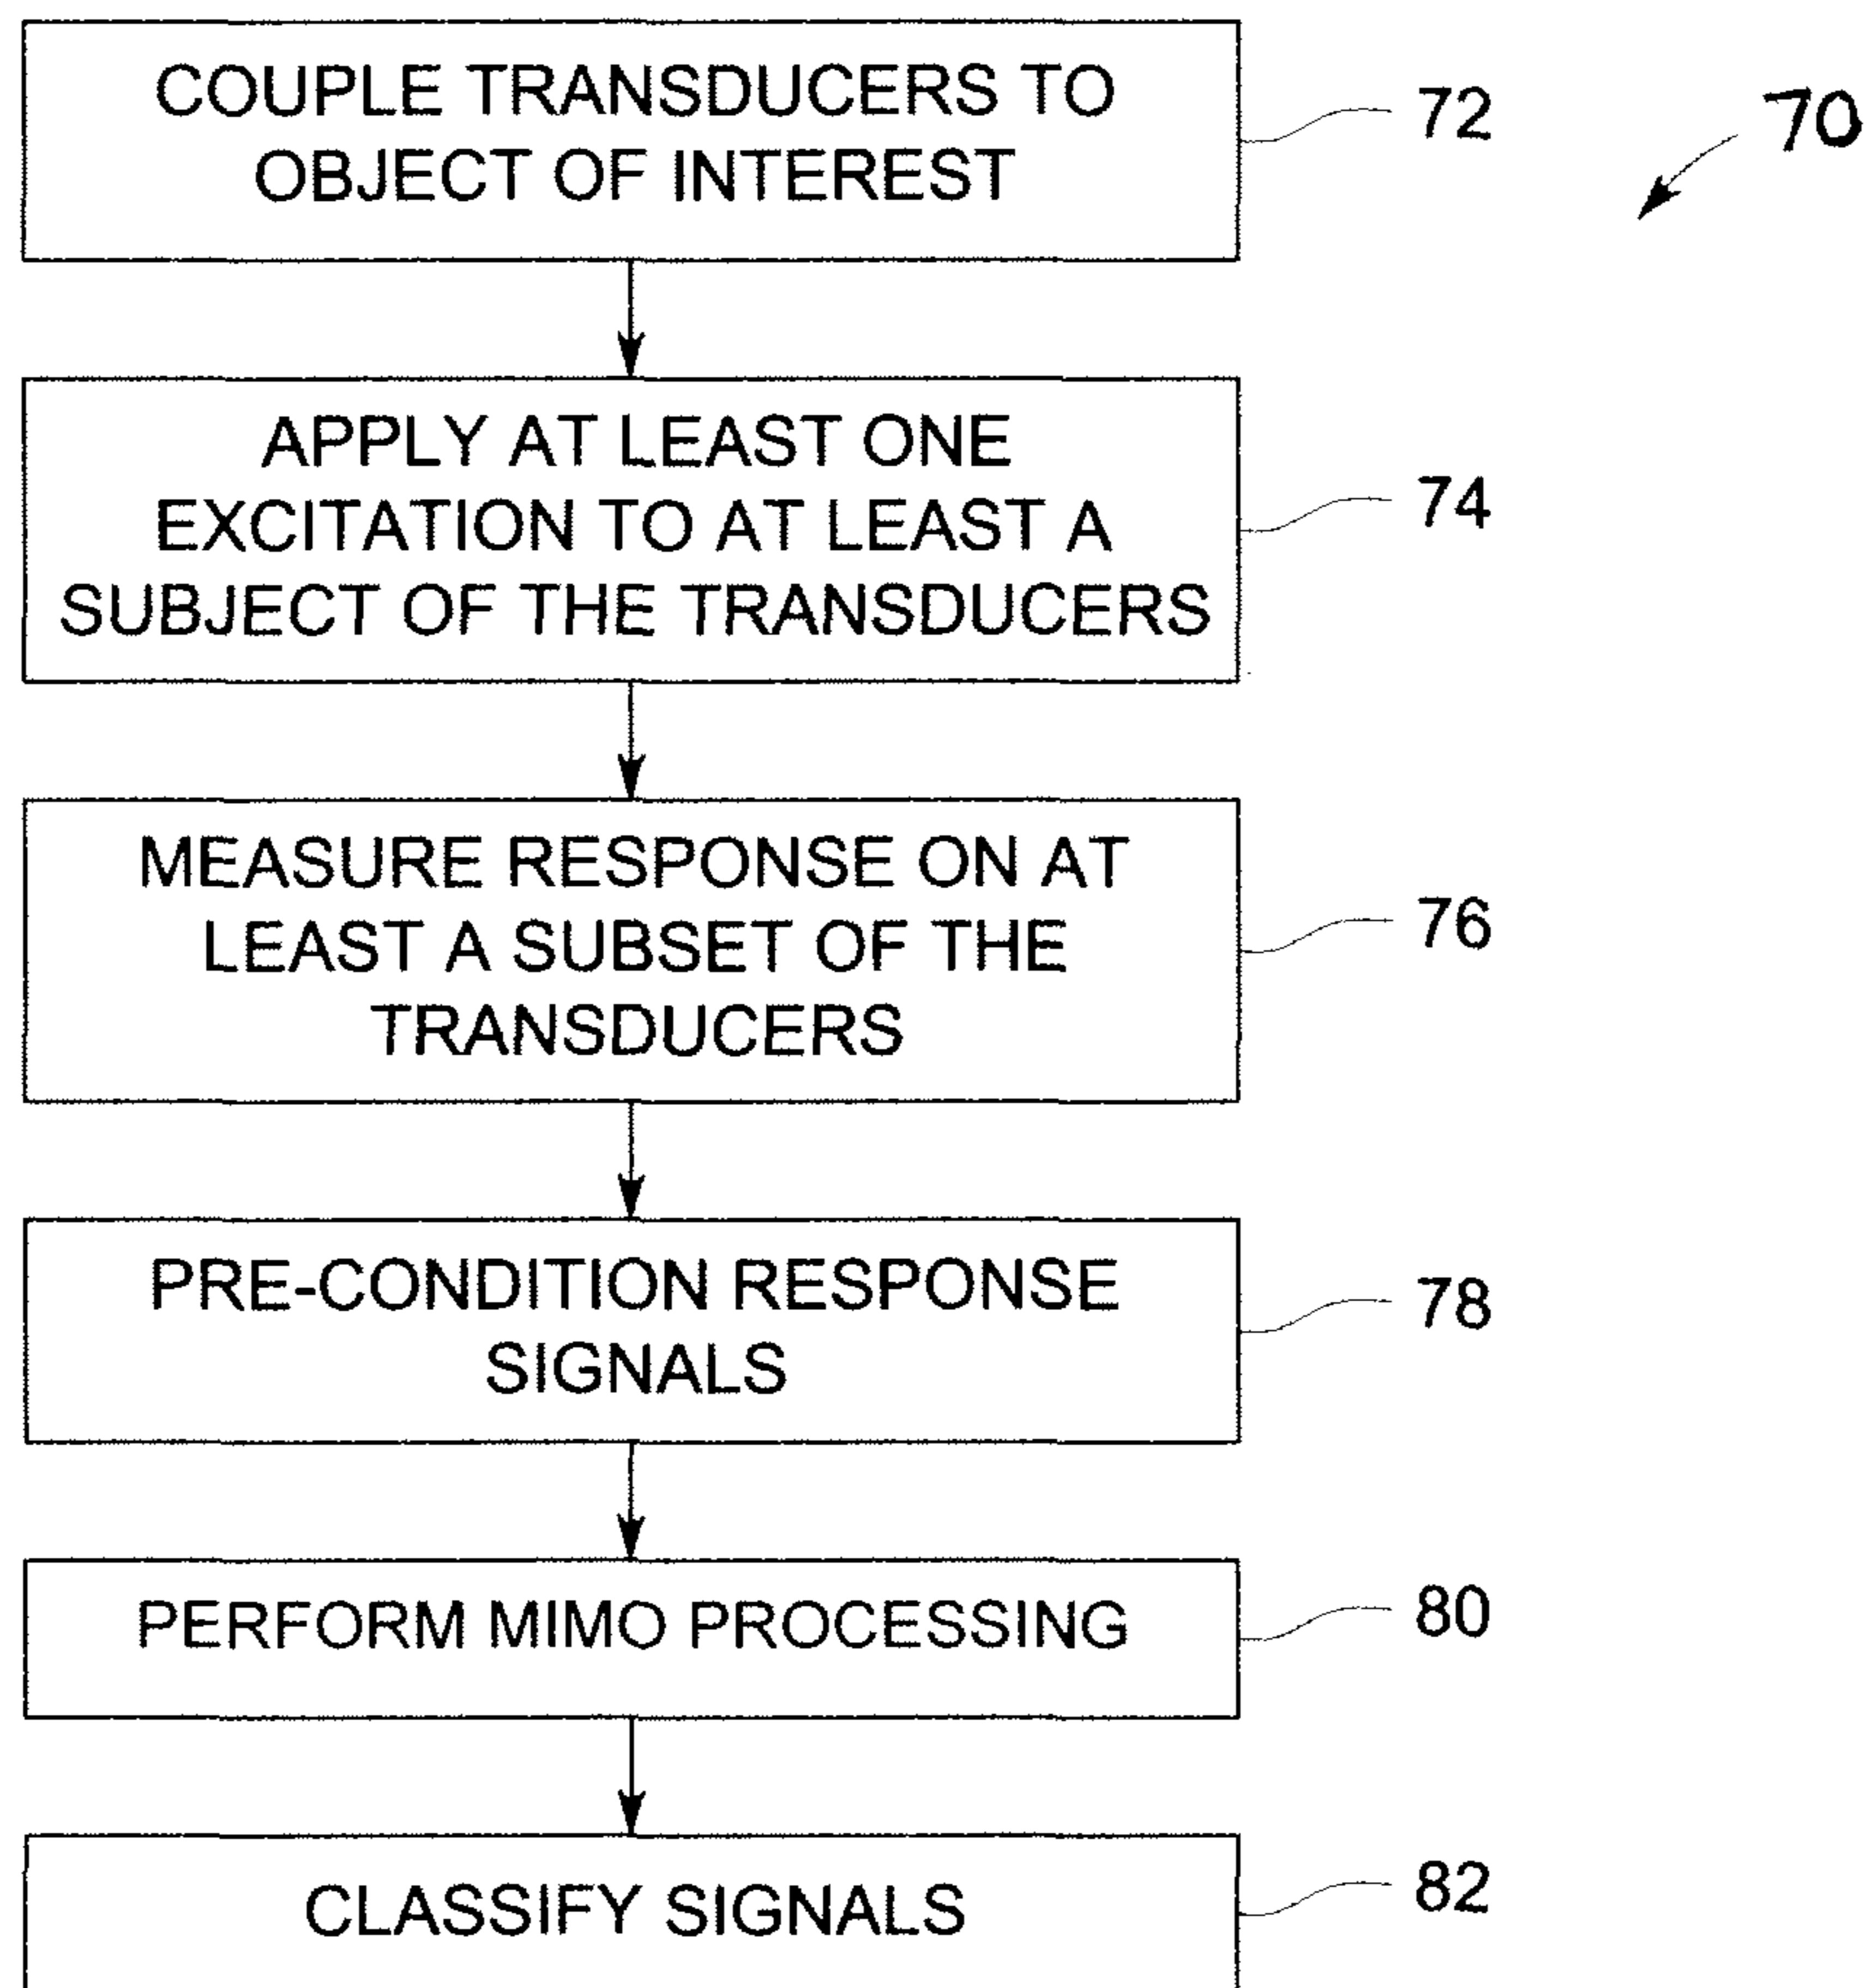 COUPLE TRANSDUCERS TO
OBJECT OF INTEREST
72
70
APPLY AT LEAST ONE
EXCITATION TO AT LEAST A
SUBJECT OF THE TRANSDUCERS
74
MEASURE RESPONSE ON AT
LEAST A SUBSET OF THE
TRANSDUCERS
76
PRE-CONDITION RESPONSE
SIGNALS
78
PERFORM MIMO PROCESSING
80
CLASSIFY SIGNALS
82